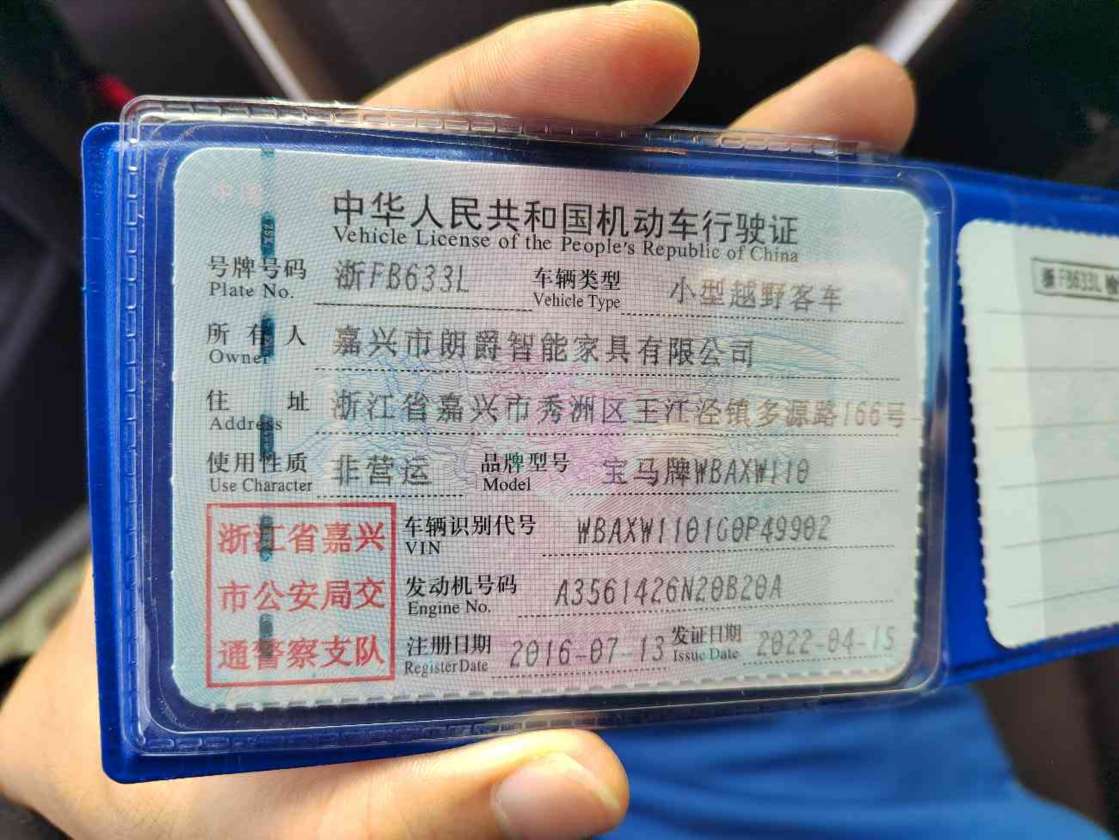 中华人民共和国机动车行驶证
Vehicle License of the People's Republic of China
号牌号码 浙FB633L 车辆类型 小型越野客车
Plate No. Vehicle Type
所有人 嘉兴市朗爵智能家具有限公司
Owner
住址 浙江省嘉兴市秀洲区王江泾镇多源路166号
Address
使用性质 非营运 品牌型号 宝马牌WBAXW110
Use Character Model
浙江省嘉兴
市公安局交
通警察支队
车辆识别代号 WBAXW1101G0P49902
VIN
发动机号码 A3561426N20B20A
Engine No.
注册日期 2016-07-13 发证日期 2022-04-15
Register Date Issue Date
浙FB633L